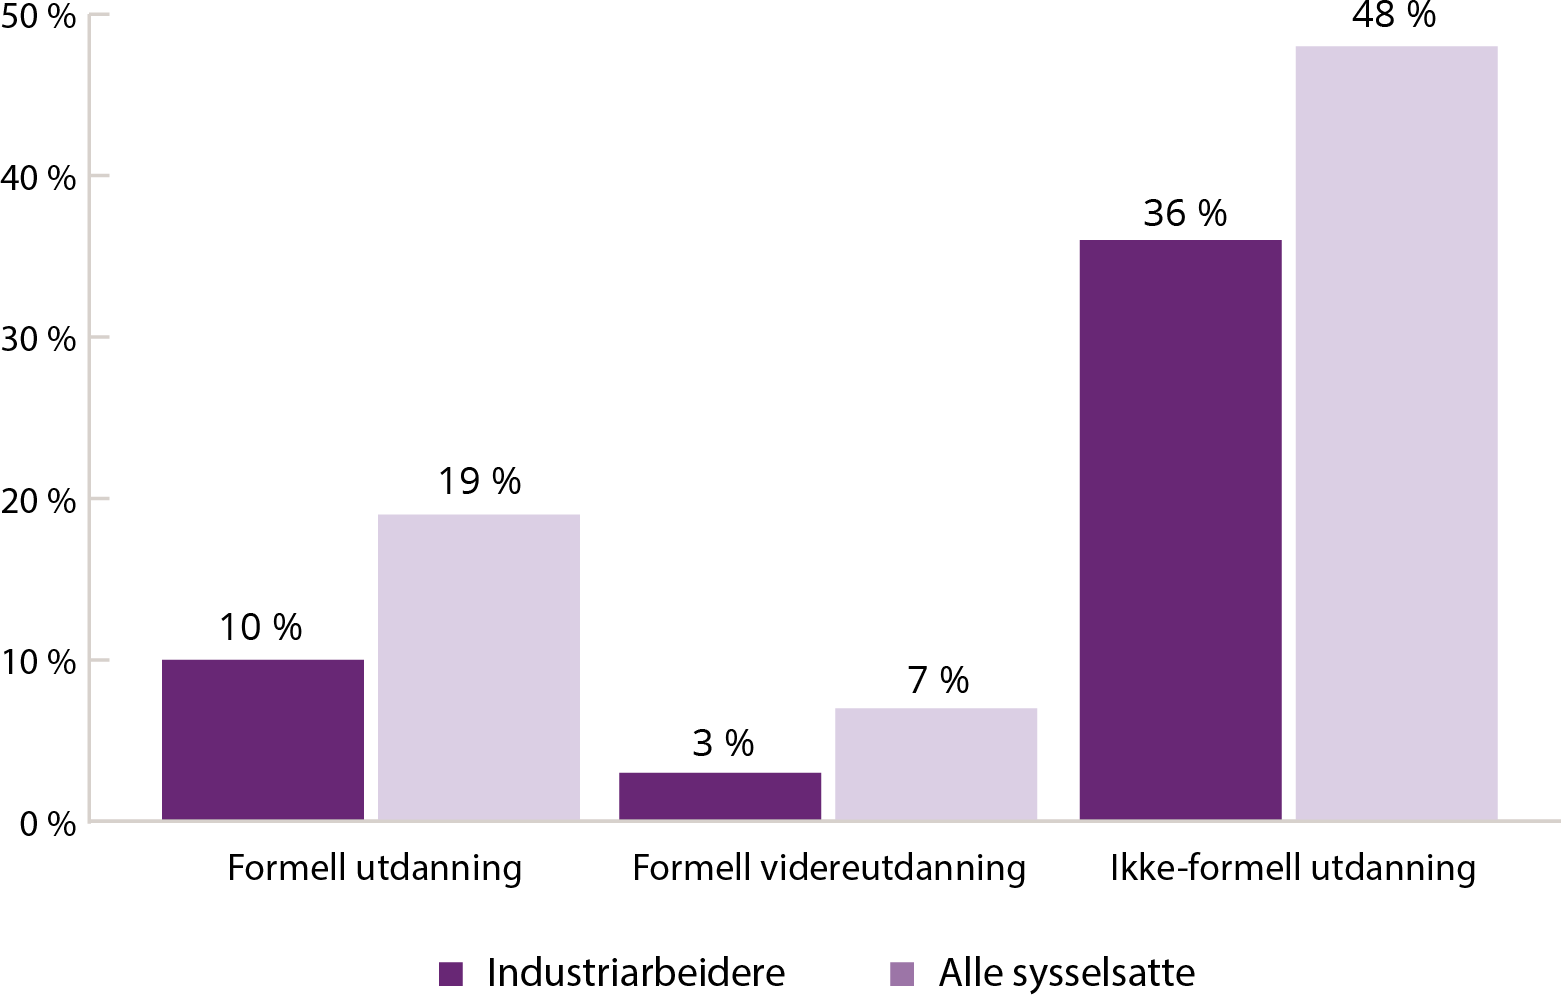 50 %
40 %
30 %
20 %
10 %
0 %
10 %
19 %
3 %
7 %
36 %
48 %
Formell utdanning
Formell videreutdanning
Ikke-formell utdanning
Industriarbeidere
Alle sysselsatte